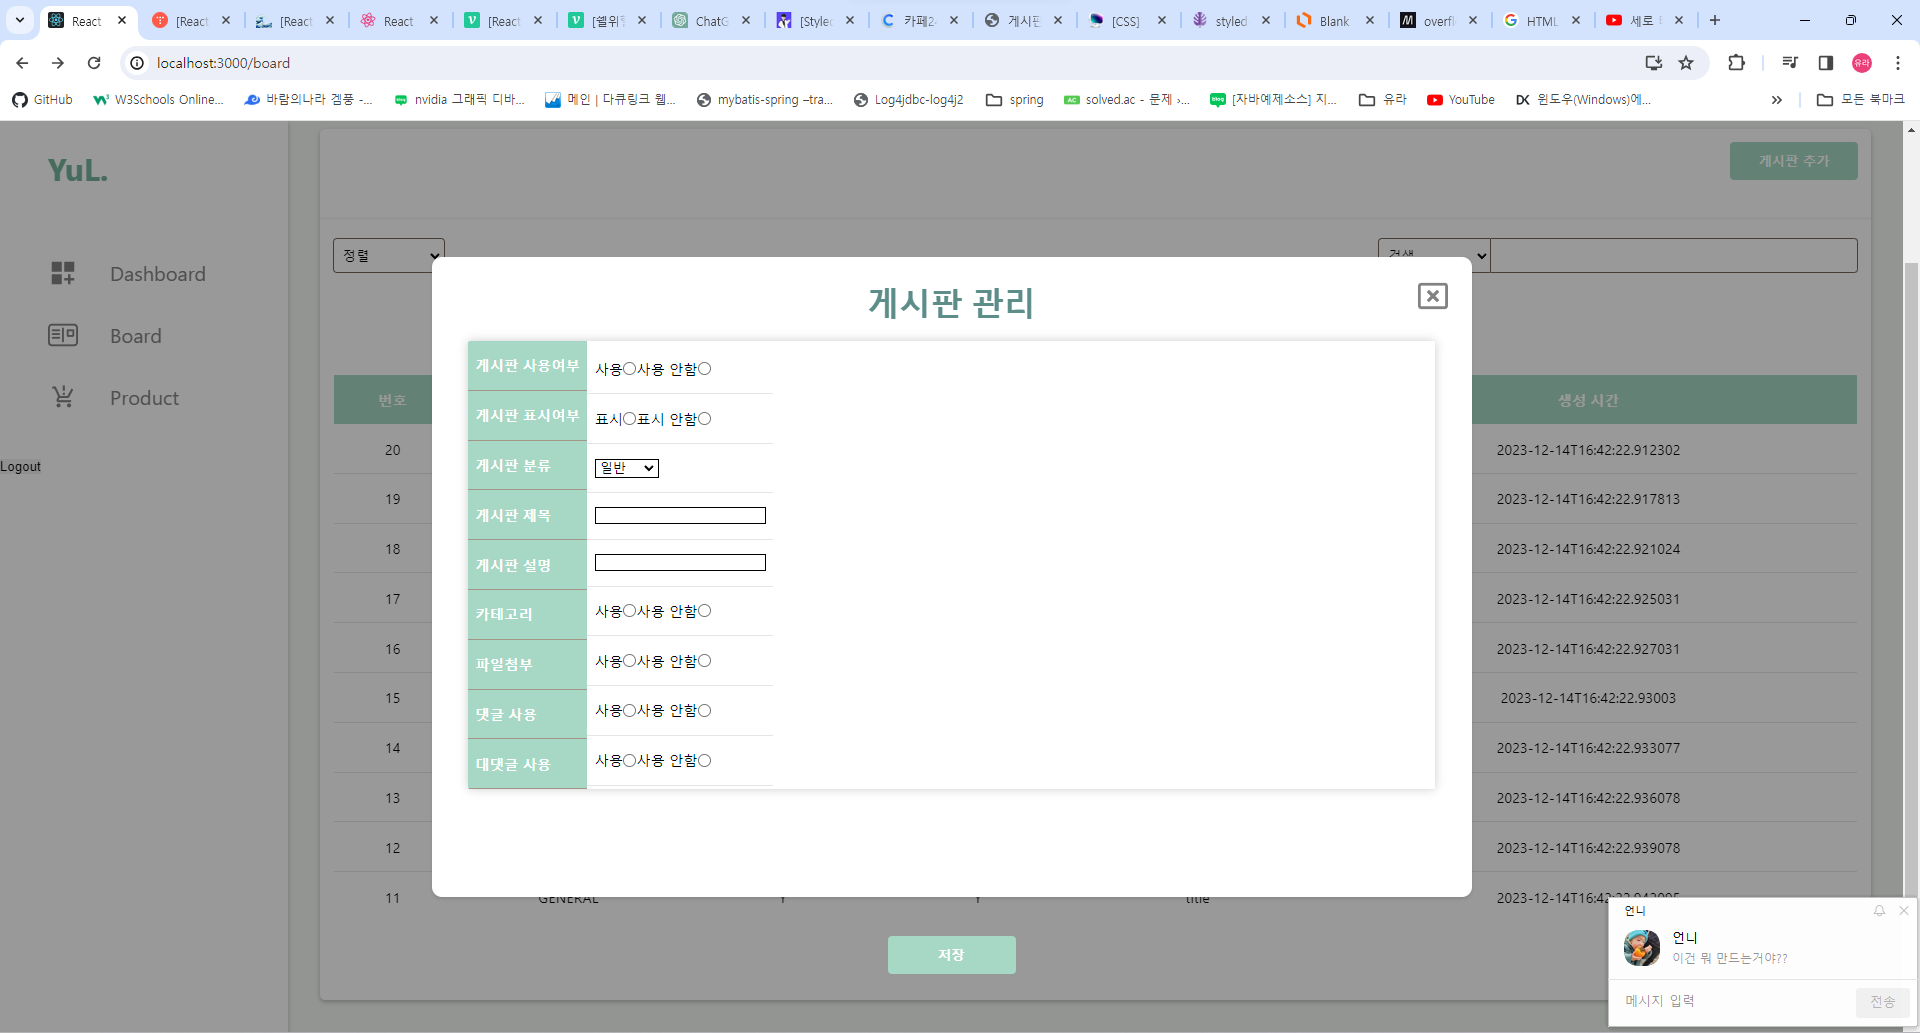 React
[React
[React
React
[React
[쉘위
ChatG
[Styled
카페24
게시판
[CSS]
styled
Blank
overfl
HTML
세로
localhost:3000/board
유라
GitHub
W3Schools Online...
바람의나라 겜풍 -...
nvidia 그래픽 디바...
메인 | 다큐링크 웹...
mybatis-spring –tra...
Log4jdbc-log4j2
spring
solved.ac - 문제 ›...
[자바예제소스] 지...
유라
YouTube
윈도우(Windows)에...
모든 북마크
YuL.
게시판 추가
정렬
검색
Dashboard
Board
Product
Logout
게시판 관리
게시판 사용여부 사용 사용 안함
게시판 표시여부 표시 표시 안함
게시판 분류 일반
게시판 제목
게시판 설명
카테고리 사용 사용 안함
파일첨부 사용 사용 안함
댓글 사용 사용 사용 안함
대댓글 사용 사용 사용 안함
번호 생성 시간
20 2023-12-14T16:42:22.912302
19 2023-12-14T16:42:22.917813
18 2023-12-14T16:42:22.921024
17 2023-12-14T16:42:22.925031
16 2023-12-14T16:42:22.927031
15 2023-12-14T16:42:22.93003
14 2023-12-14T16:42:22.933077
13 2023-12-14T16:42:22.936078
12 2023-12-14T16:42:22.939078
11 GENERAL Y Y title 2023-12-14T16:42:22.942095
저장
언니
언니
이건 뭐 만드는거야??
메시지 입력
전송